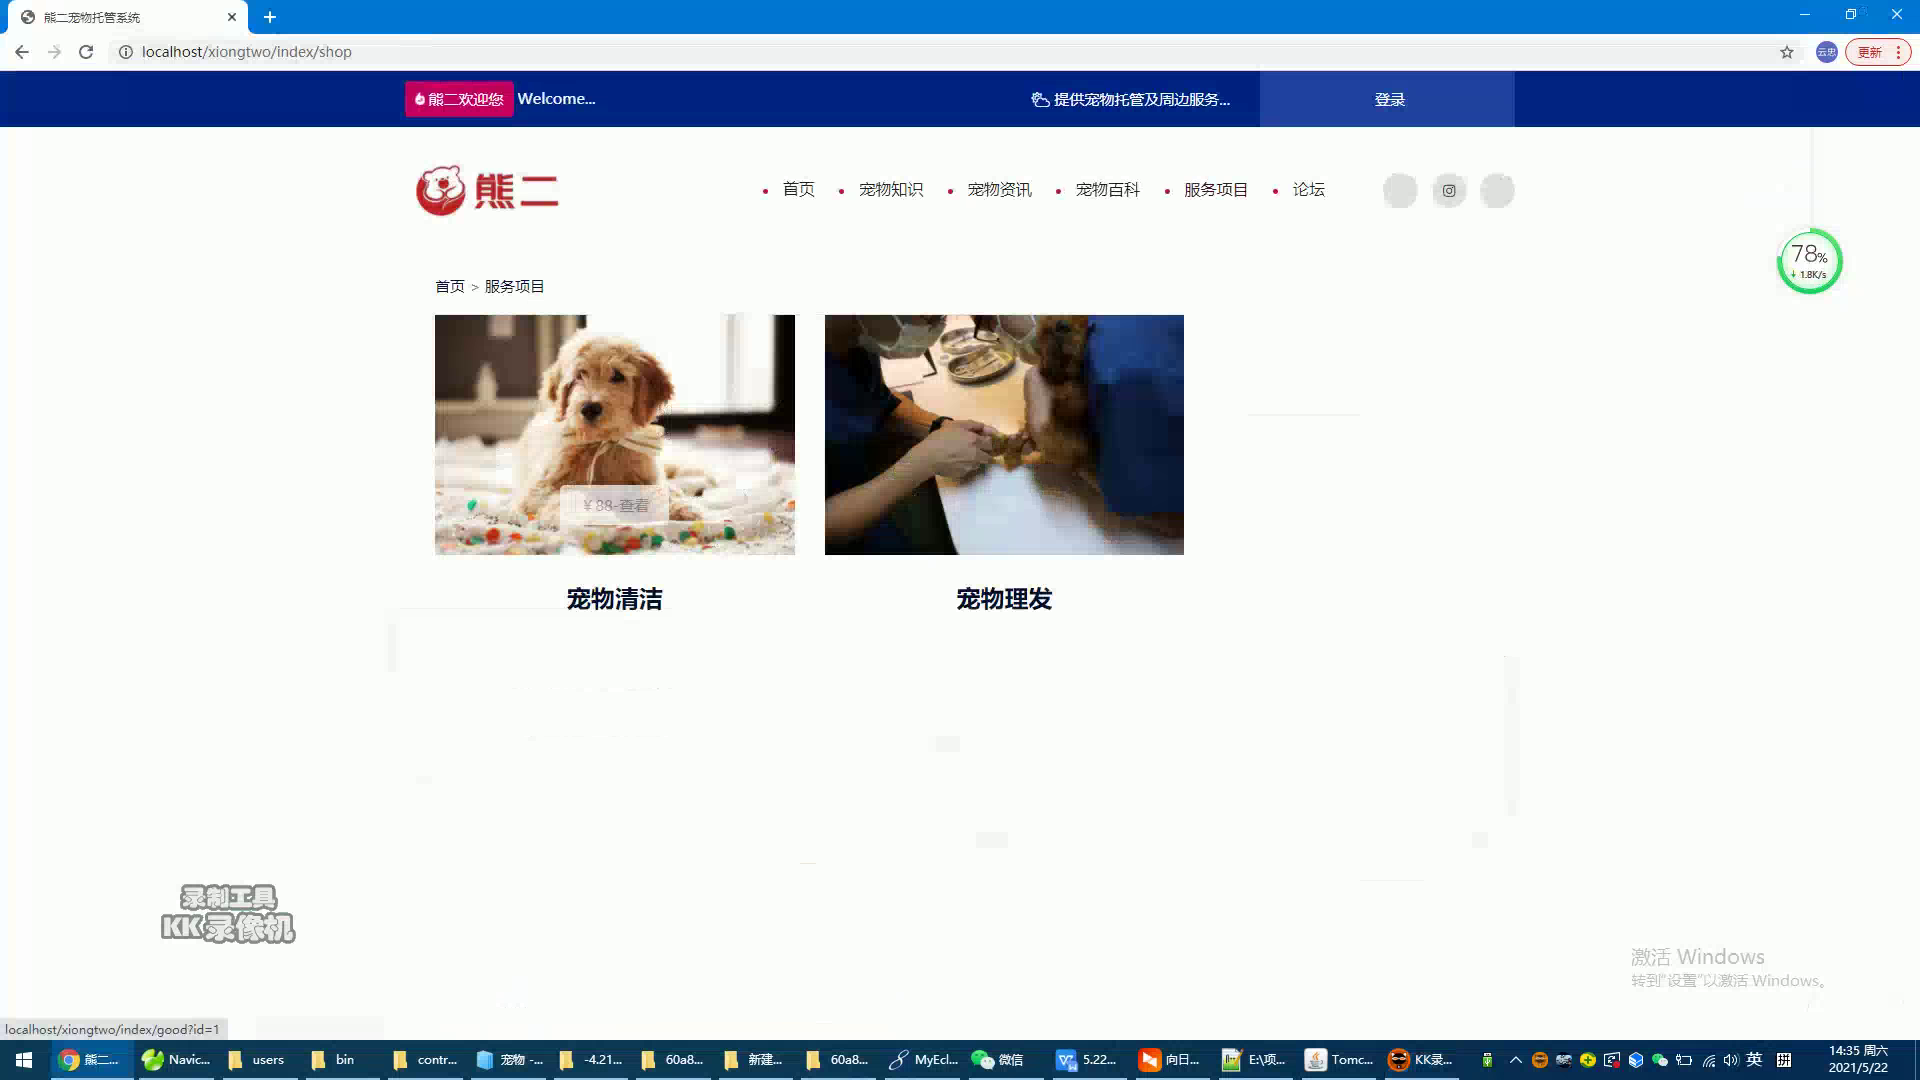 熊二宠物托管系统
localhost/xiongtwo/index/shop
云忠
更新
熊二欢迎您 Welcome...
提供宠物托管及周边服务...
登录
熊二
首页
宠物知识
宠物资讯
宠物百科
服务项目
论坛
78%
1.8K/s
首页 > 服务项目
¥ 88-查看
宠物清洁
宠物理发
录制工具
KK录像机
激活 Windows
转到"设置"以激活 Windows。
localhost/xiongtwo/index/good?id=1
熊二...
Navic...
users
bin
contr...
宠物 -...
-4.21...
60a8...
新建...
60a8...
MyEcl...
微信
5.22...
向日...
E:\项...
Tomc...
KK录...
英
拼
14:35 周六
2021/5/22